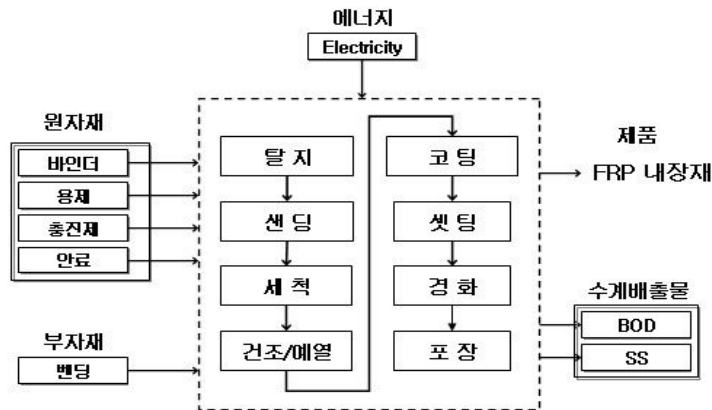 에너지
Electricity
원자재
바인더
용제
충진제
안료
부자재
벤딩
탈 지
샌 딩
세 척
건조/예열
코 팅
셋 팅
경 화
포 장
제품
FRP 내장재
수계배출물
BOD
SS